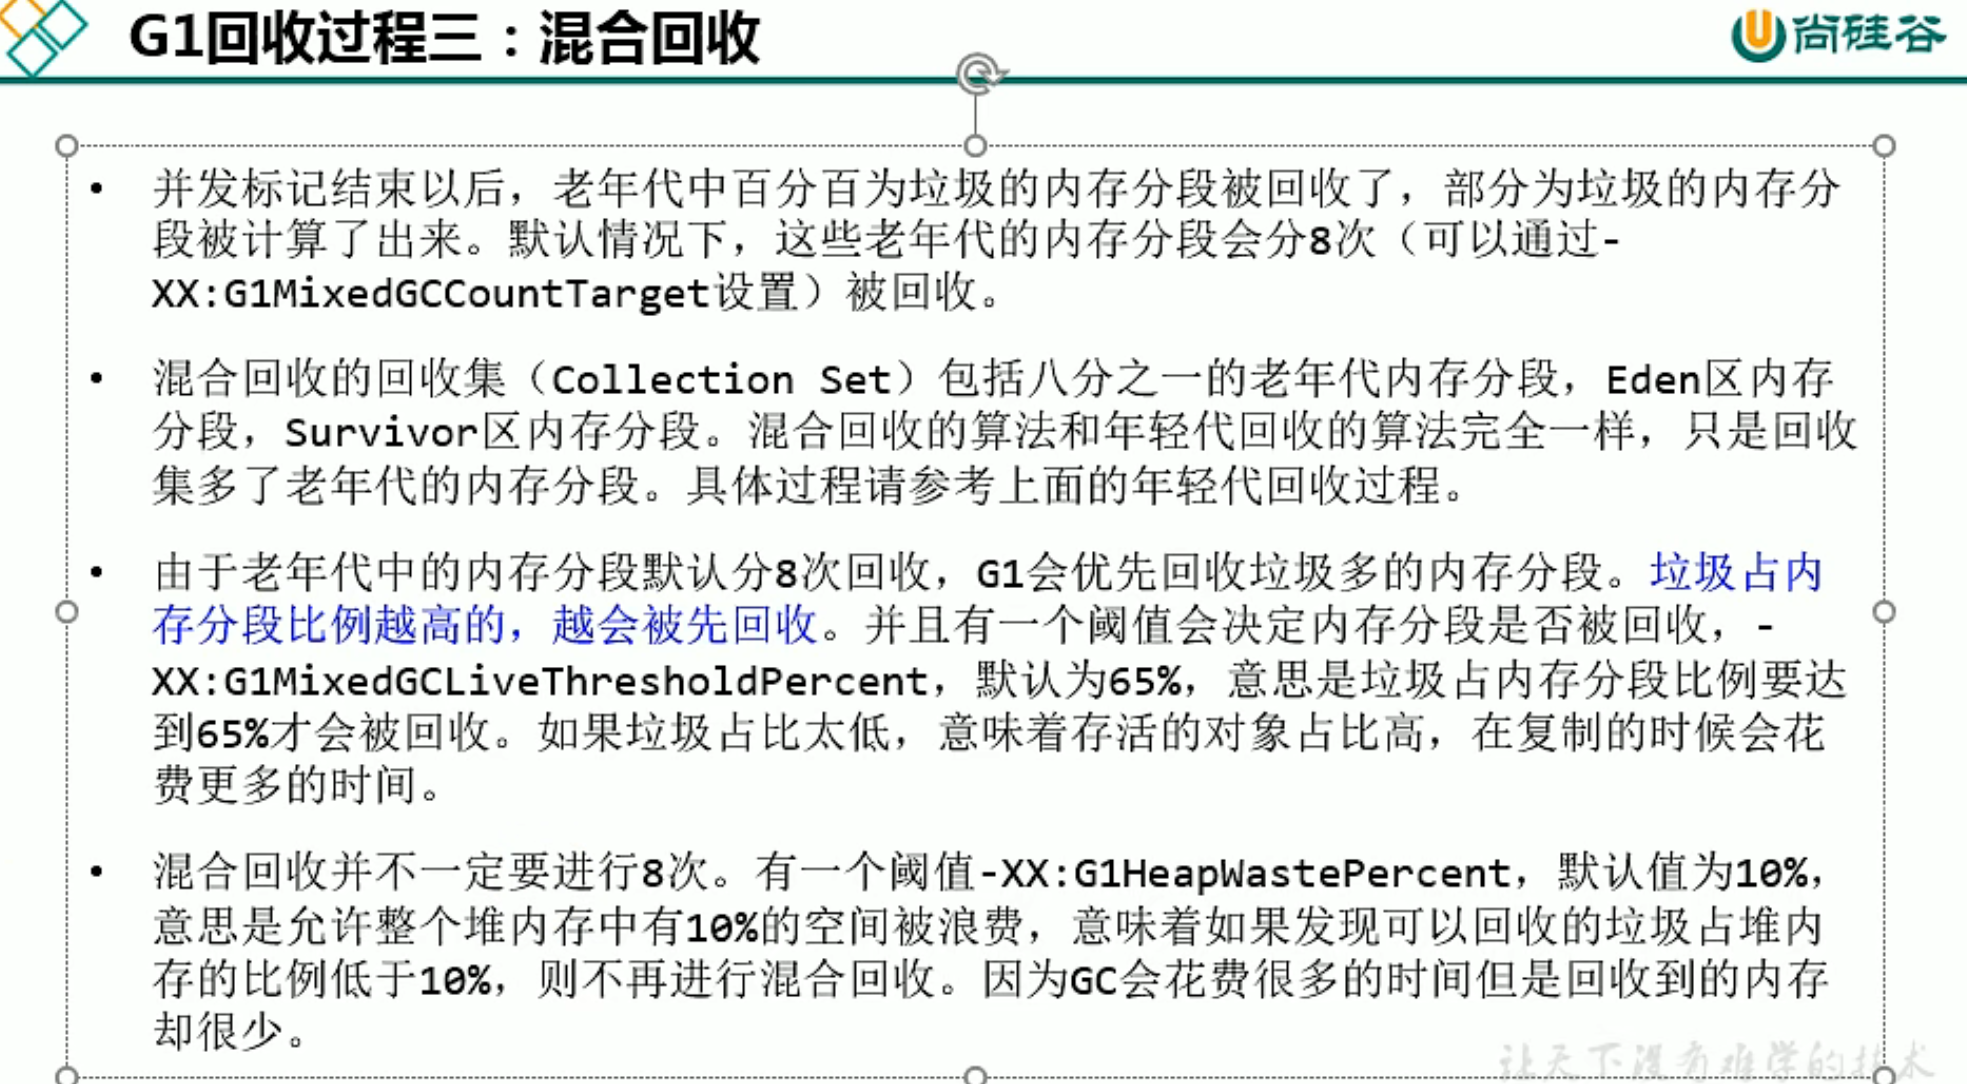 G1回收过程三：混合回收
尚硅谷
• 并发标记结束以后，老年代中百分百为垃圾的内存分段被回收了，部分为垃圾的内存分
段被计算了出来。默认情况下，这些老年代的内存分段会分8次（可以通过-
XX:G1MixedGCCountTarget设置）被回收。
• 混合回收的回收集（Collection Set）包括八分之一的老年代内存分段，Eden区内存
分段，Survivor区内存分段。混合回收的算法和年轻代回收的算法完全一样，只是回收
集多了老年代的内存分段。具体过程请参考上面的年轻代回收过程。
• 由于老年代中的内存分段默认分8次回收，G1会优先回收垃圾多的内存分段。垃圾占内
存分段比例越高的，越会被先回收。并且有一个阈值会决定内存分段是否被回收，-
XX:G1MixedGCLiveThresholdPercent，默认为65%，意思是垃圾占内存分段比例要达
到65%才会被回收。如果垃圾占比太低，意味着存活的对象占比高，在复制的时候会花
费更多的时间。
• 混合回收并不一定要进行8次。有一个阈值-XX:G1HeapWastePercent，默认值为10%，
意思是允许整个堆内存中有10%的空间被浪费，意味着如果发现可以回收的垃圾占堆内
存的比例低于10%，则不再进行混合回收。因为GC会花费很多的时间但是回收到的内存
却很少。
让天下没有难学的技术